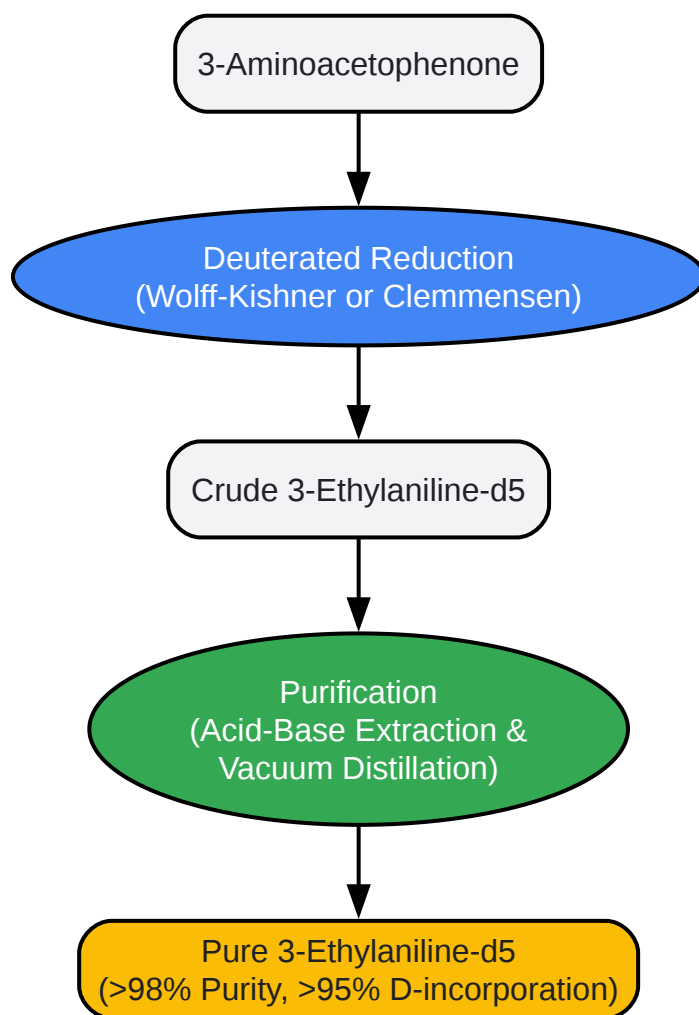 3-Aminoacetophenone
Deuterated Reduction
(Wolff-Kishner or Clemmensen)
Crude 3-Ethylaniline-d5
Purification
(Acid-Base Extraction &
Vacuum Distillation)
Pure 3-Ethylaniline-d5
(>98% Purity, >95% D-incorporation)